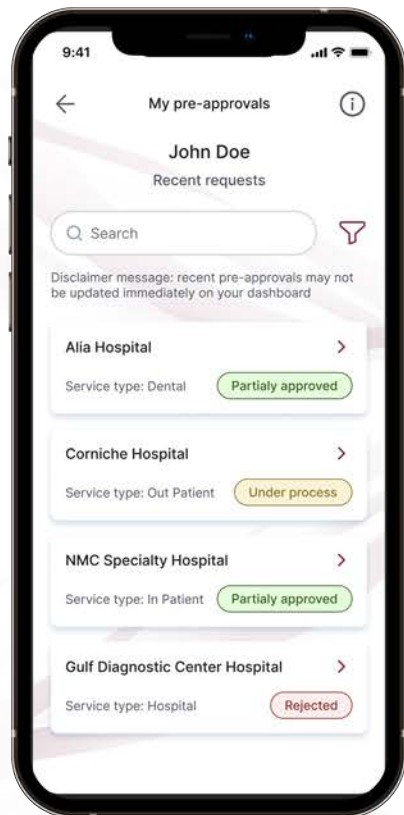 9:41
My pre-approvals
John Doe
Recent requests
Search
Disclaimer message: recent pre-approvals may not
be updated immediately on your dashboard
Alia Hospital
Service type: Dental
Partialy approved
Corniche Hospital
Service type: Out Patient
Under process
NMC Specialty Hospital
Service type: In Patient
Partialy approved
Gulf Diagnostic Center Hospital
Service type: Hospital
Rejected